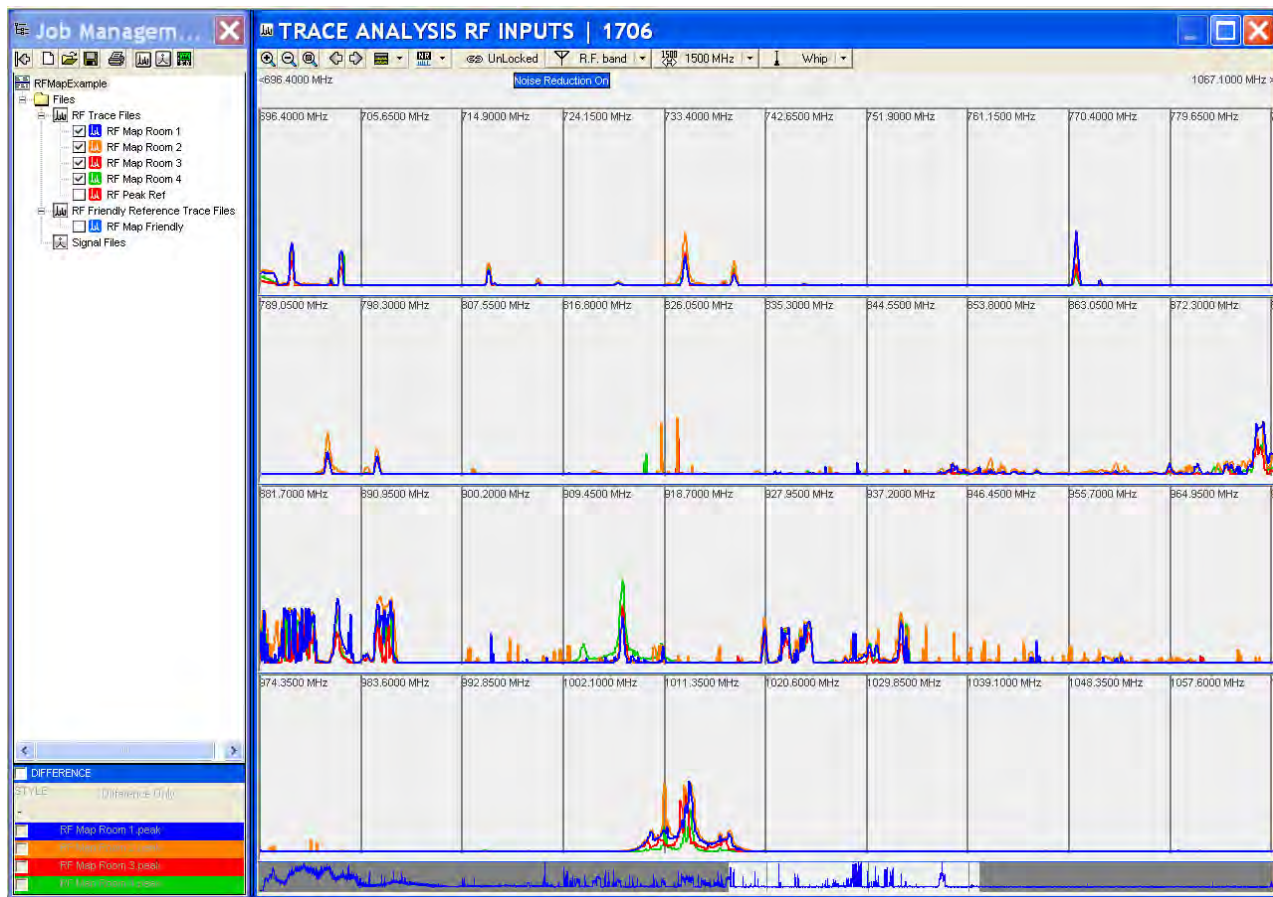 Job Managem...
RFMapExample
Files
RF Trace Files
RF Map Room 1
RF Map Room 2
RF Map Room 3
RF Map Room 4
RF Peak Ref
RF Friendly Reference Trace Files
RF Map Friendly
Signal Files
DIFFERENCE
STYLE Difference Only
-
RF Map Room 1.peak
RF Map Room 3.peak
TRACE ANALYSIS RF INPUTS | 1706
UnLocked R.F. band 1500 1500 MHz Whip
<696.4000 MHz Noise Reduction On 1067.1000 MHz >
696.4000 MHz 705.6500 MHz 714.9000 MHz 724.1500 MHz 733.4000 MHz 742.6500 MHz 751.9000 MHz 761.1500 MHz 770.4000 MHz 779.6500 MHz
789.0500 MHz 798.3000 MHz 807.5500 MHz 816.8000 MHz 826.0500 MHz 835.3000 MHz 844.5500 MHz 853.8000 MHz 863.0500 MHz 872.3000 MHz
881.7000 MHz 890.9500 MHz 900.2000 MHz 909.4500 MHz 918.7000 MHz 927.9500 MHz 937.2000 MHz 946.4500 MHz 955.7000 MHz 964.9500 MHz
974.3500 MHz 983.6000 MHz 992.8500 MHz 1002.1000 MHz 1011.3500 MHz 1020.6000 MHz 1029.8500 MHz 1039.1000 MHz 1048.3500 MHz 1057.6000 MHz